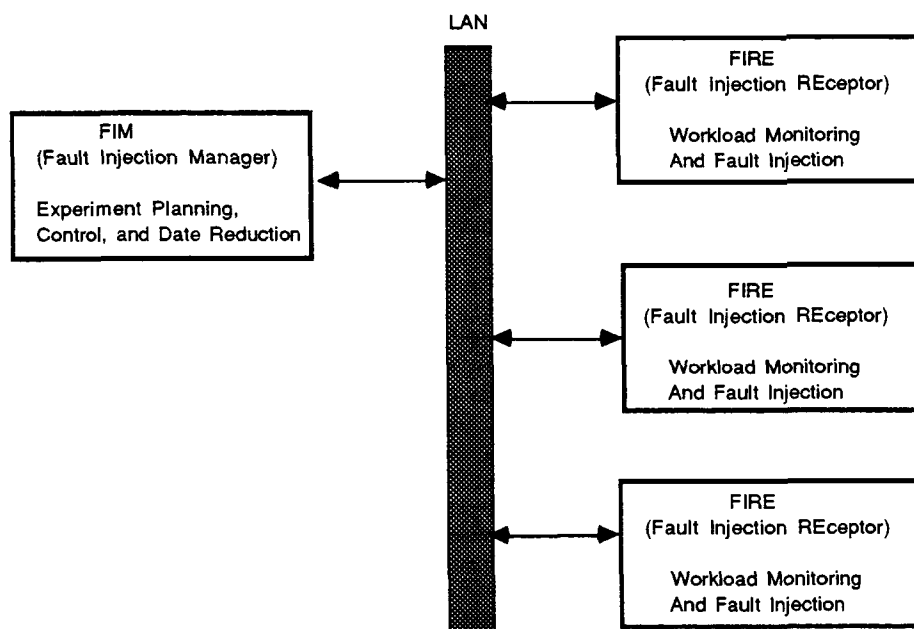 LAN
FIM
(Fault Injection Manager)
Experiment Planning,
Control, and Date Reduction
FIRE
(Fault Injection REceptor)
Workload Monitoring
And Fault Injection
FIRE
(Fault Injection REceptor)
Workload Monitoring
And Fault Injection
FIRE
(Fault Injection REceptor)
Workload Monitoring
And Fault Injection